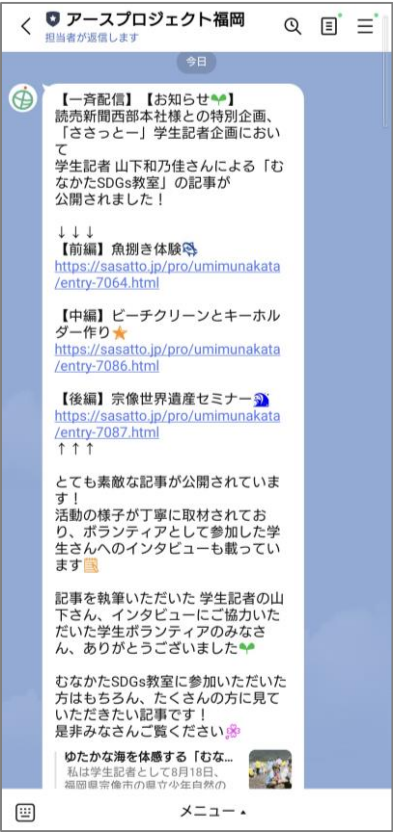 アースプロジェクト福岡
担当者が返信します
今日
【一斉配信】【お知らせ🌱】
読売新聞西部本社様との特別企画、
「ささっとー」学生記者企画におい
て
学生記者 山下和乃佳さんによる「む
なかたSDGs教室」の記事が
公開されました！
↓↓↓
【前編】魚捌き体験🐟
https://sasatto.jp/pro/umimunakata
/entry-7064.html
【中編】ビーチクリーンとキーホル
ダー作り⭐
https://sasatto.jp/pro/umimunakata
/entry-7086.html
【後編】宗像世界遺産セミナー🌊
https://sasatto.jp/pro/umimunakata
/entry-7087.html
↑↑↑
とても素敵な記事が公開されていま
す！
活動の様子が丁寧に取材されてお
り、ボランティアとして参加した学
生さんへのインタビューも載ってい
ます
記事を執筆いただいた 学生記者の山
下さん、インタビューにご協力いた
だいた学生ボランティアのみなさ
ん、ありがとうございました🌱
むなかたSDGs教室に参加いただいた
方はもちろん、たくさんの方に見て
いただきたい記事です！
是非みなさんご覧ください
ゆたかな海を体感する「むな...
私は学生記者として8月18日、
福岡県宗像市の県立少年自然の
メニュー